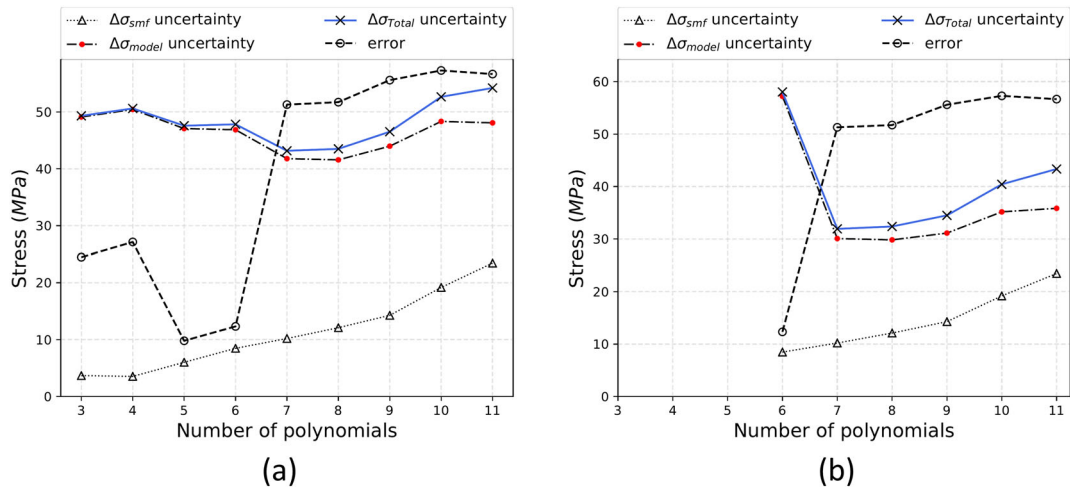 Δσsmf uncertainty
Δσmodel uncertainty
ΔσTotal uncertainty
error
50
40
30
20
10
0
Stress (MPa)
3 4 5 6 7 8 9 10 11
Number of polynomials
(a)
Δσsmf uncertainty
Δσmodel uncertainty
ΔσTotal uncertainty
error
60
50
40
30
20
10
0
Stress (MPa)
3 4 5 6 7 8 9 10 11
Number of polynomials
(b)